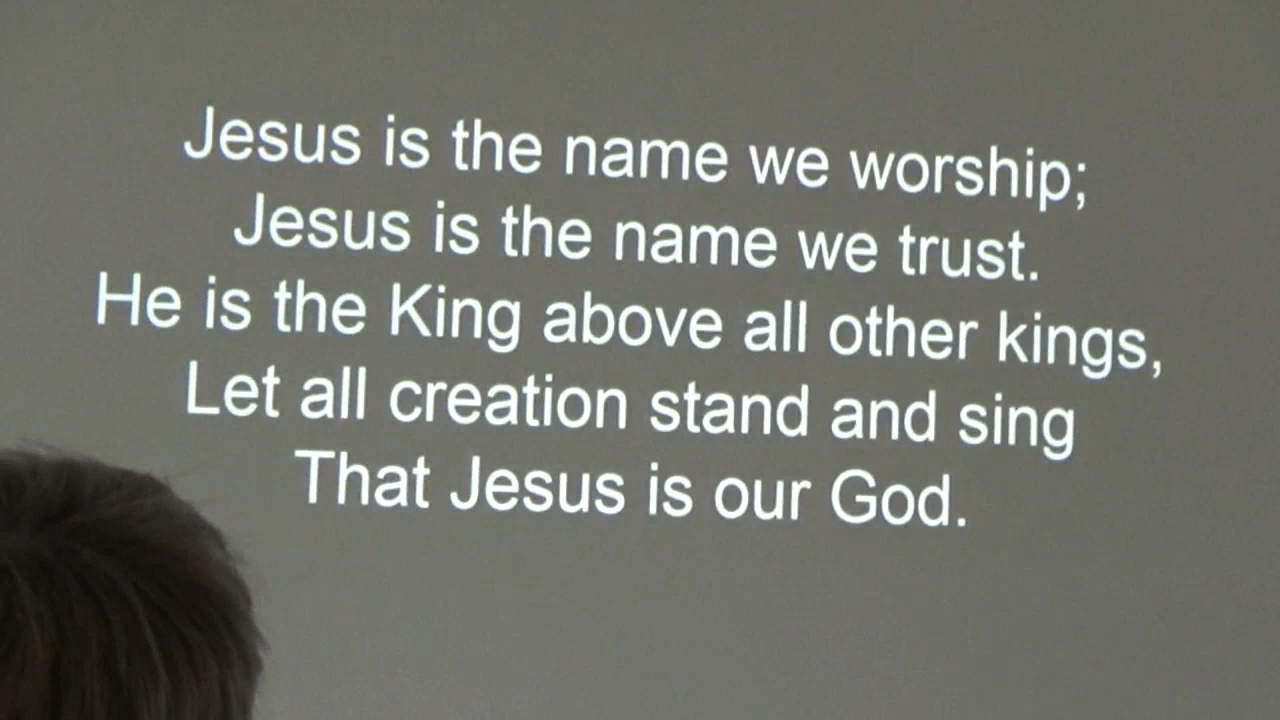 Jesus is the name we worship;
Jesus is the name we trust.
He is the King above all other kings,
Let all creation stand and sing
That Jesus is our God.